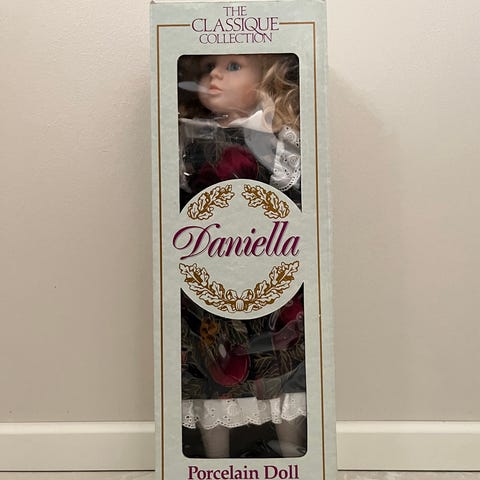 THE
CLASSIQUE
COLLECTION
Daniella
Porcelain Doll